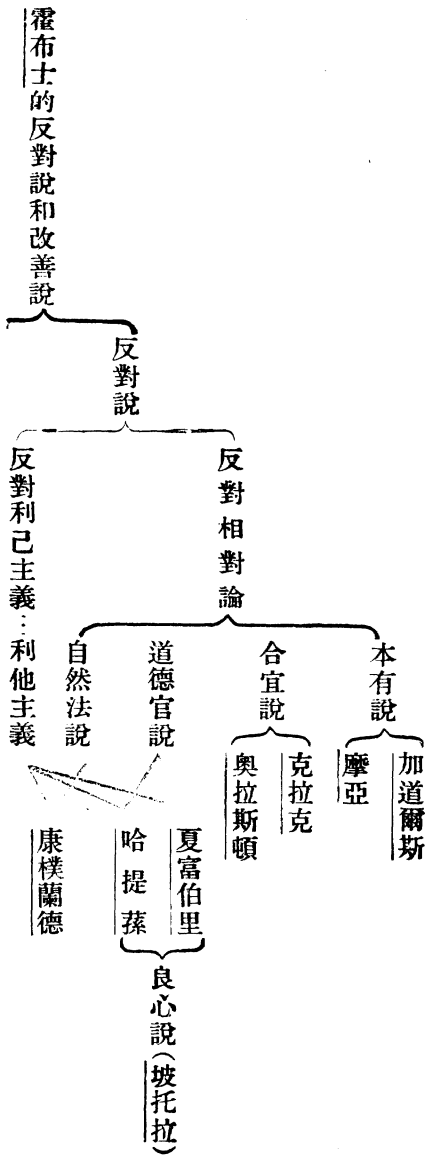 霍布士的反對說和改善說
反對說
反對相對論
本有說
加道爾斯
摩亞
合宜說
克拉克
奧拉斯頓
道德官說
自然法說
反對利己主義…利他主義
夏富伯里
哈提蓀
良心說(坡托拉)
康樸蘭德